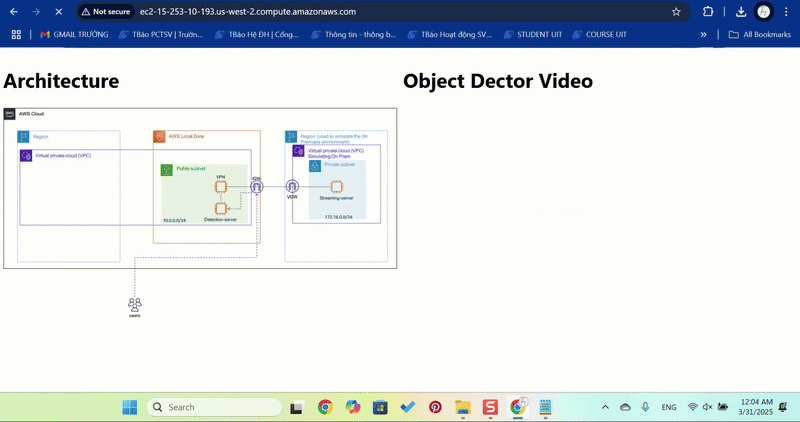 Not secure
ec2-15-253-10-193.us-west-2.compute.amazonaws.com
GMAIL TRƯỜNG
TBáo PCTSV | Trườn...
TBáo Hệ ĐH | Cổng...
Thông tin - thông b...
TBáo Hoạt động SV...
STUDENT UIT
COURSE UIT
»
All Bookmarks
Architecture
Object Dector Video
aws
AWS Cloud
Region
AWS Local Zone
Region (used to simulate the On
Premises environment)
Virtual private cloud (VPC)
Virtual private cloud (VPC)
Simulating On Prem
Public subnet
Private subnet
VPN
IGW
VGW
Streaming-server
Detection-server
10.0.0.0/24
172.16.0.0/24
users
Search
ENG
12:04 AM
3/31/2025